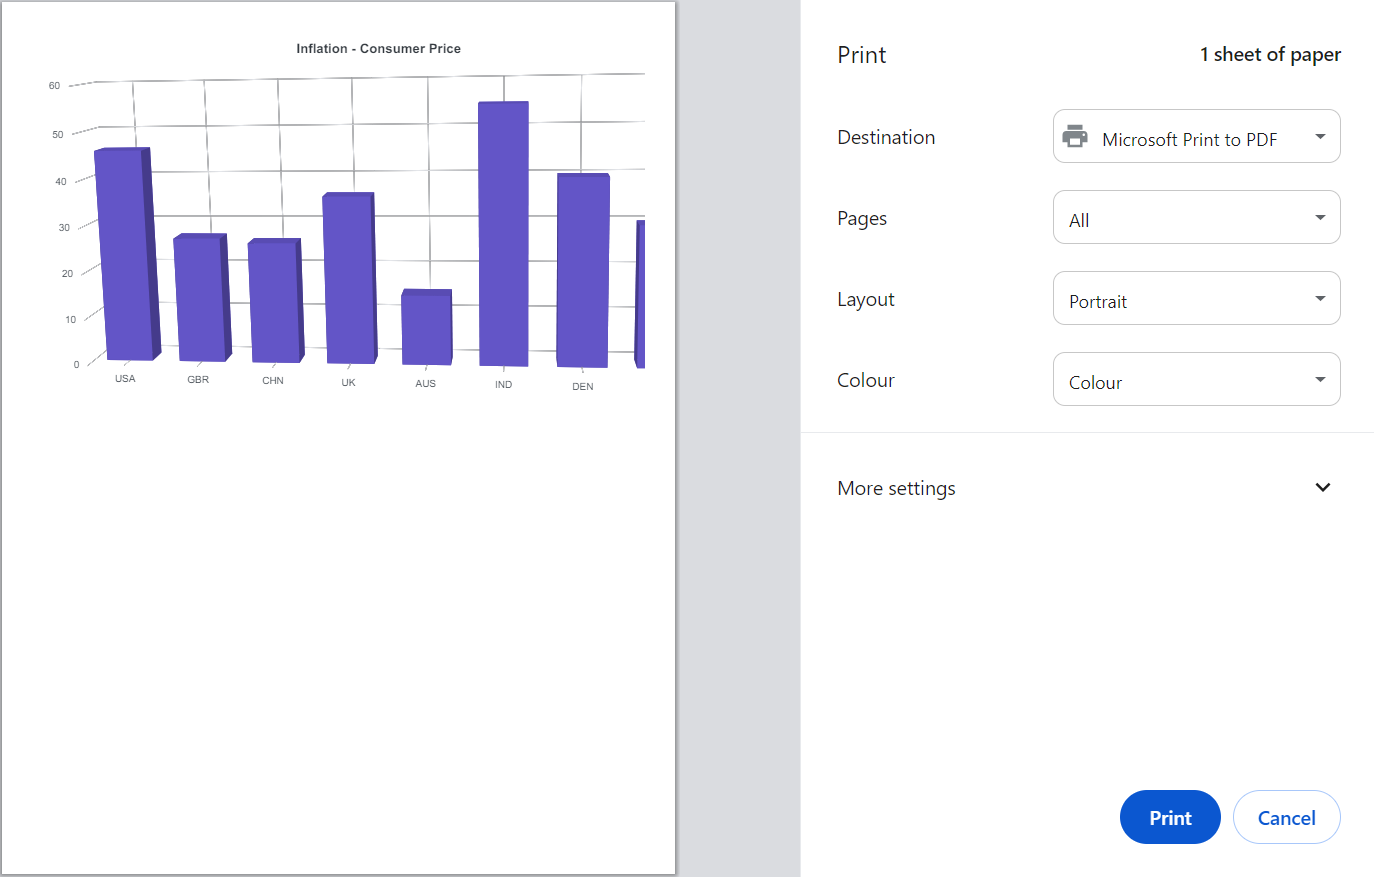 Inflation - Consumer Price
60
50
40
30
20
10
0
USA GBR CHN UK AUS IND DEN
Print 1 sheet of paper
Destination Microsoft Print to PDF
Pages All
Layout Portrait
Colour Colour
More settings
Print Cancel